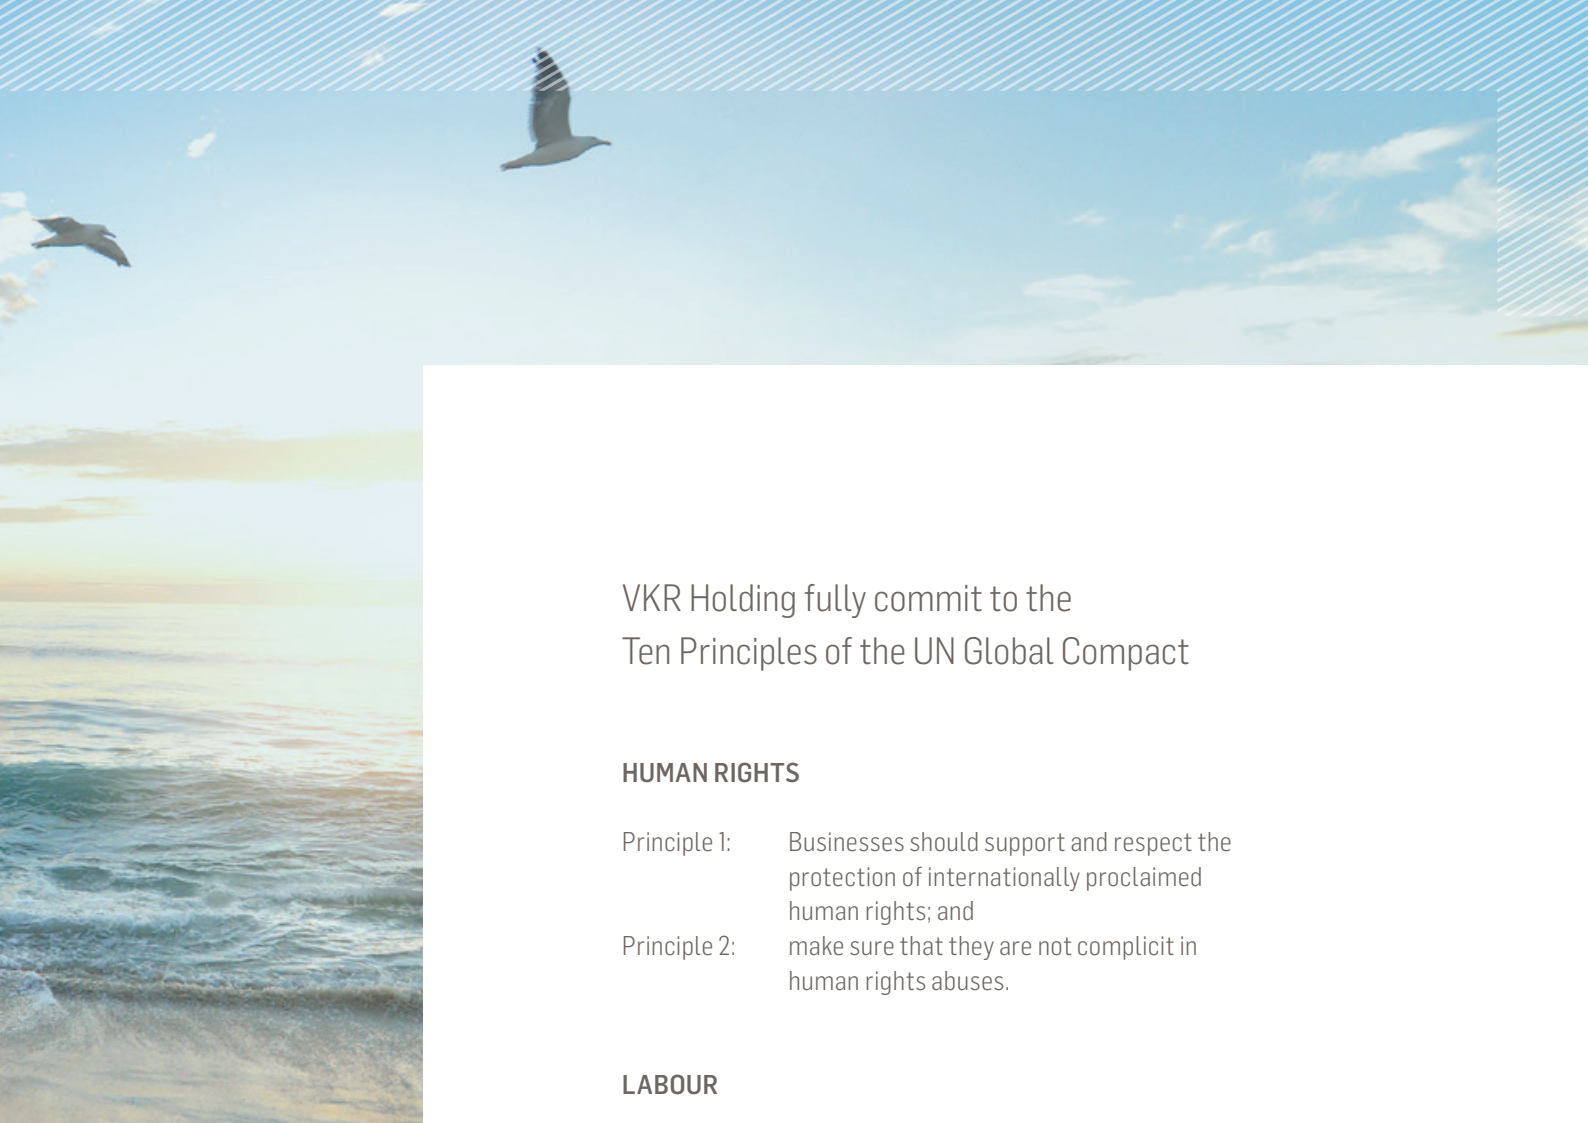 VKR Holding fully commit to the
Ten Principles of the UN Global Compact
HUMAN RIGHTS
Principle 1: Businesses should support and respect the
protection of internationally proclaimed
human rights; and
Principle 2: make sure that they are not complicit in
human rights abuses.
LABOUR